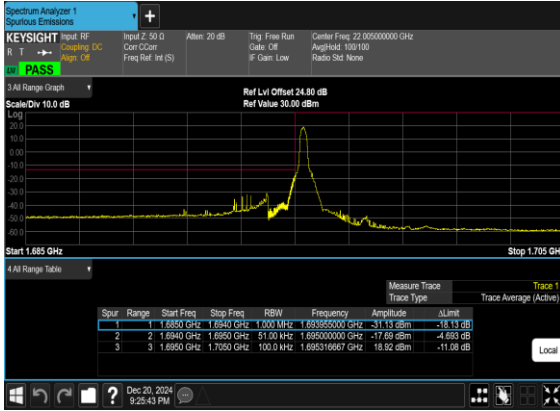 Spectrum Analyzer 1
Spurious Emissions
+
KEYSIGHT
R T
PASS
Input: RF
Coupling: DC
Align: Off
Input Z: 50 Ω
Corr CCorr
Freq Ref: Int (S)
Atten: 20 dB
Trig: Free Run
Gate: Off
IF Gain: Low
Center Freq: 22.005000000 GHz
Avg|Hold: 100/100
Radio Std: None
3 All Range Graph
Ref Lvl Offset 24.80 dB
Scale/Div 10.0 dB
Ref Value 30.00 dBm
Log
20.0
10.0
0.00
-10.0
-20.0
-30.0
-40.0
-50.0
-60.0
Start 1.685 GHz
Stop 1.705 GH
4 All Range Table
Measure Trace Trace 1
Trace Type Trace Average (Active)
Spur Range Start Freq Stop Freq RBW Frequency Amplitude ΔLimit
1 1 1.6850 GHz 1.6940 GHz 1.000 MHz 1.693955000 GHz -31.13 dBm -18.13 dB
2 2 1.6940 GHz 1.6950 GHz 51.00 kHz 1.695000000 GHz -17.69 dBm -4.693 dB
3 3 1.6950 GHz 1.7050 GHz 100.0 kHz 1.695316667 GHz 18.92 dBm -11.08 dB
Local
?
Dec 20, 2024
9:25:43 PM